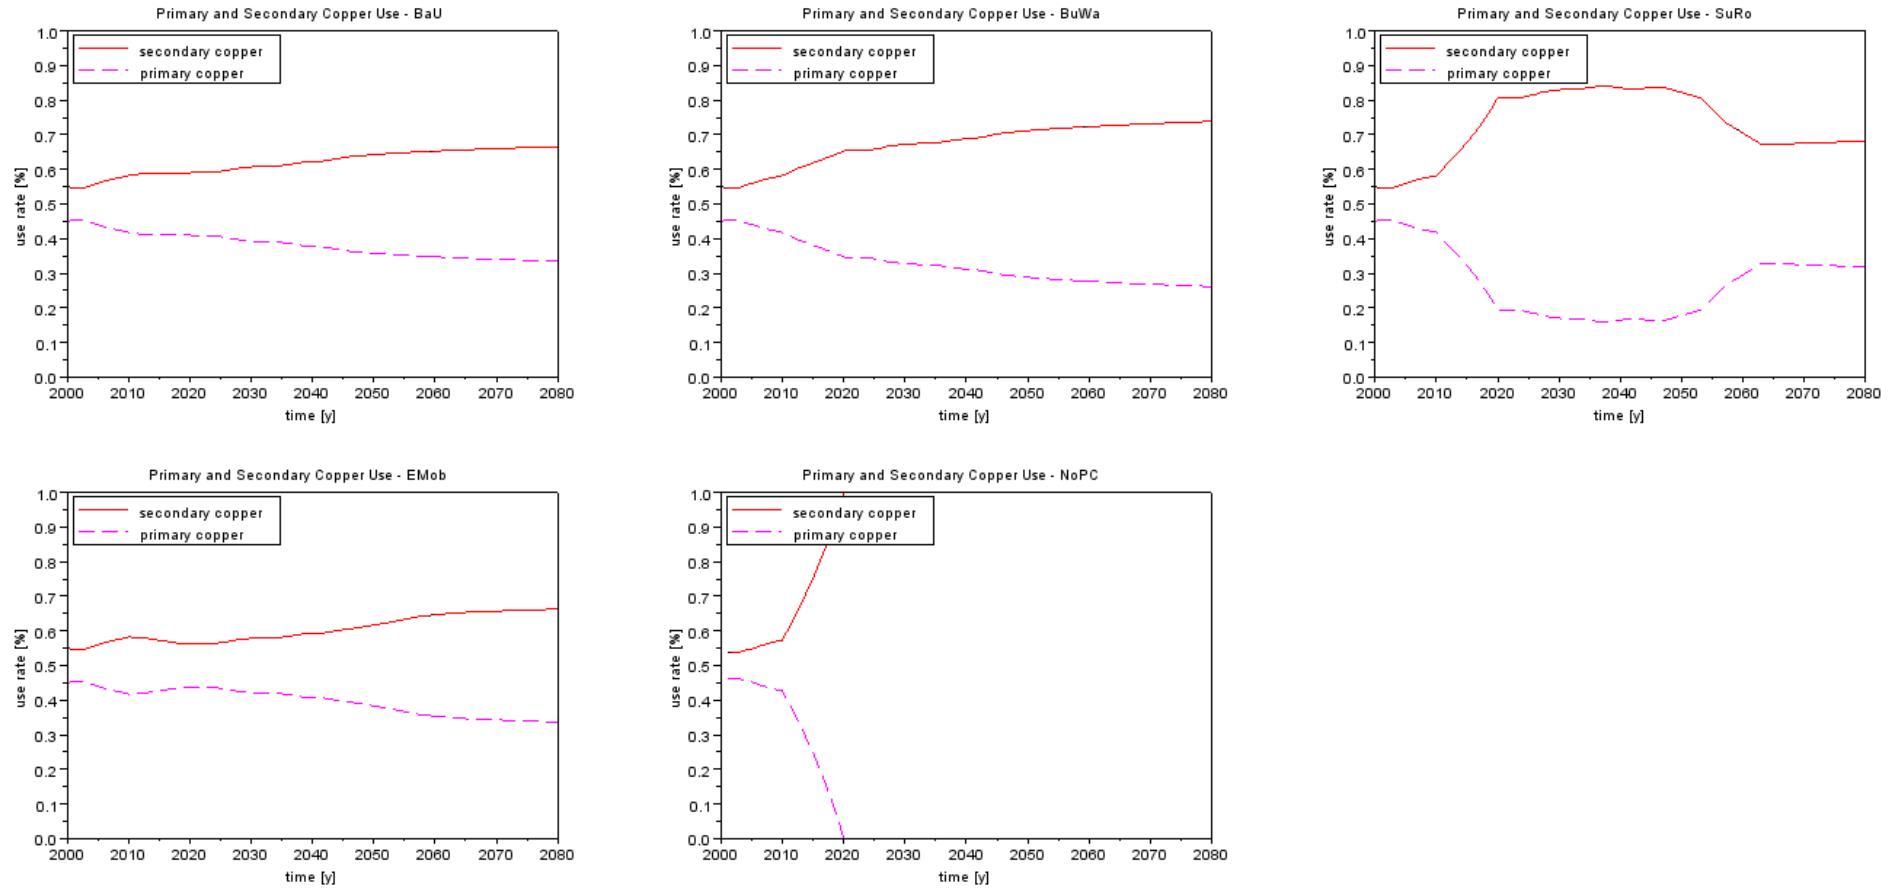 Primary and Secondary Copper Use - BaU
1.0
0.9
0.8
0.7
0.6
0.5
0.4
0.3
0.2
0.1
0.0
use rate [%]
secondary copper
primary copper
2000 2010 2020 2030 2040 2050 2060 2070 2080
time [y]
Primary and Secondary Copper Use - BuWa
1.0
0.9
0.8
0.7
0.6
0.5
0.4
0.3
0.2
0.1
0.0
use rate [%]
secondary copper
primary copper
2000 2010 2020 2030 2040 2050 2060 2070 2080
time [y]
Primary and Secondary Copper Use - SuRo
1.0
0.9
0.8
0.7
0.6
0.5
0.4
0.3
0.2
0.1
0.0
use rate [%]
secondary copper
primary copper
2000 2010 2020 2030 2040 2050 2060 2070 2080
time [y]
Primary and Secondary Copper Use - EMob
1.0
0.9
0.8
0.7
0.6
0.5
0.4
0.3
0.2
0.1
0.0
use rate [%]
secondary copper
primary copper
2000 2010 2020 2030 2040 2050 2060 2070 2080
time [y]
Primary and Secondary Copper Use - NoPC
1.0
0.9
0.8
0.7
0.6
0.5
0.4
0.3
0.2
0.1
0.0
use rate [%]
secondary copper
primary copper
2000 2010 2020 2030 2040 2050 2060 2070 2080
time [y]